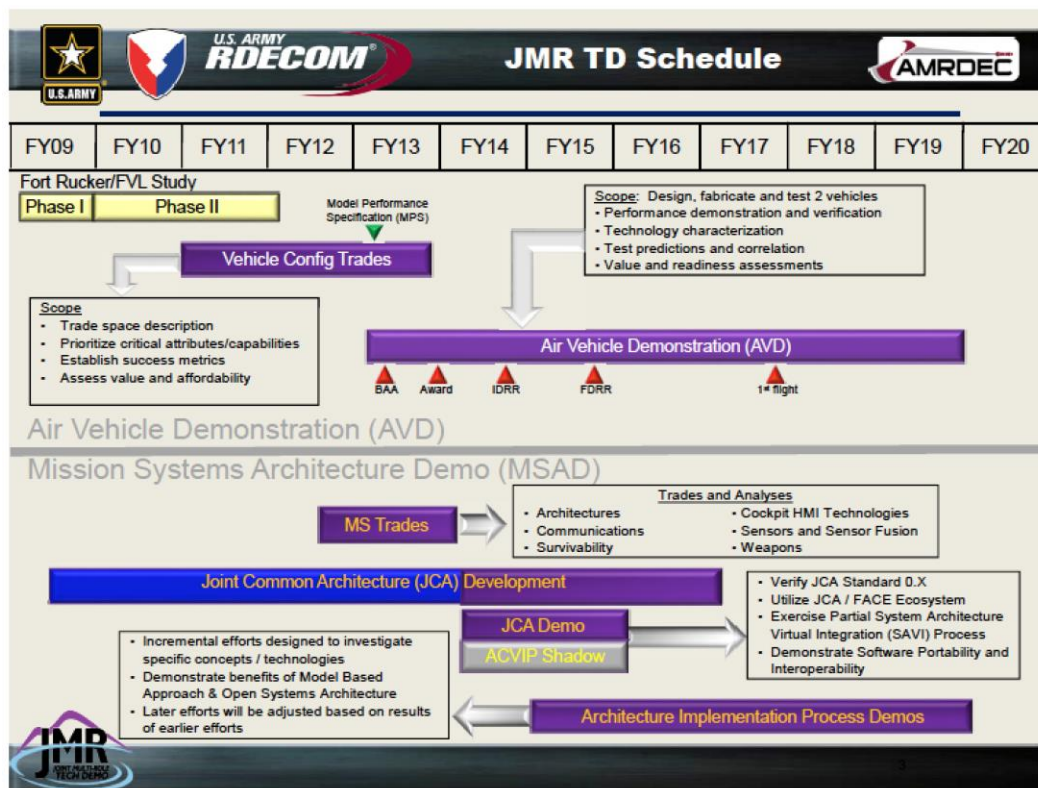 U.S. ARMY
RDECOM®
JMR TD Schedule
AMRDEC
U.S.ARMY
FY09 FY10 FY11 FY12 FY13 FY14 FY15 FY16 FY17 FY18 FY19 FY20
Fort Rucker/FVL Study
Phase I Phase II
Model Performance
Specification (MPS)
Vehicle Config Trades
Scope: Design, fabricate and test 2 vehicles
• Performance demonstration and verification
• Technology characterization
• Test predictions and correlation
• Value and readiness assessments
Scope
• Trade space description
• Prioritize critical attributes/capabilities
• Establish success metrics
• Assess value and affordability
Air Vehicle Demonstration (AVD)
BAA Award IDRR FDRR 1st flight
Air Vehicle Demonstration (AVD)
Mission Systems Architecture Demo (MSAD)
MS Trades
Trades and Analyses
• Architectures
• Communications
• Survivability
• Cockpit HMI Technologies
• Sensors and Sensor Fusion
• Weapons
Joint Common Architecture (JCA) Development
JCA Demo
ACVIP Shadow
• Verify JCA Standard 0.X
• Utilize JCA / FACE Ecosystem
• Exercise Partial System Architecture
Virtual Integration (SAVI) Process
• Demonstrate Software Portability and
Interoperability
• Incremental efforts designed to investigate
specific concepts / technologies
• Demonstrate benefits of Model Based
Approach & Open Systems Architecture
• Later efforts will be adjusted based on results
of earlier efforts
Architecture Implementation Process Demos
JMR
JOINT MULTI-ROLE
TECH DEMO
3